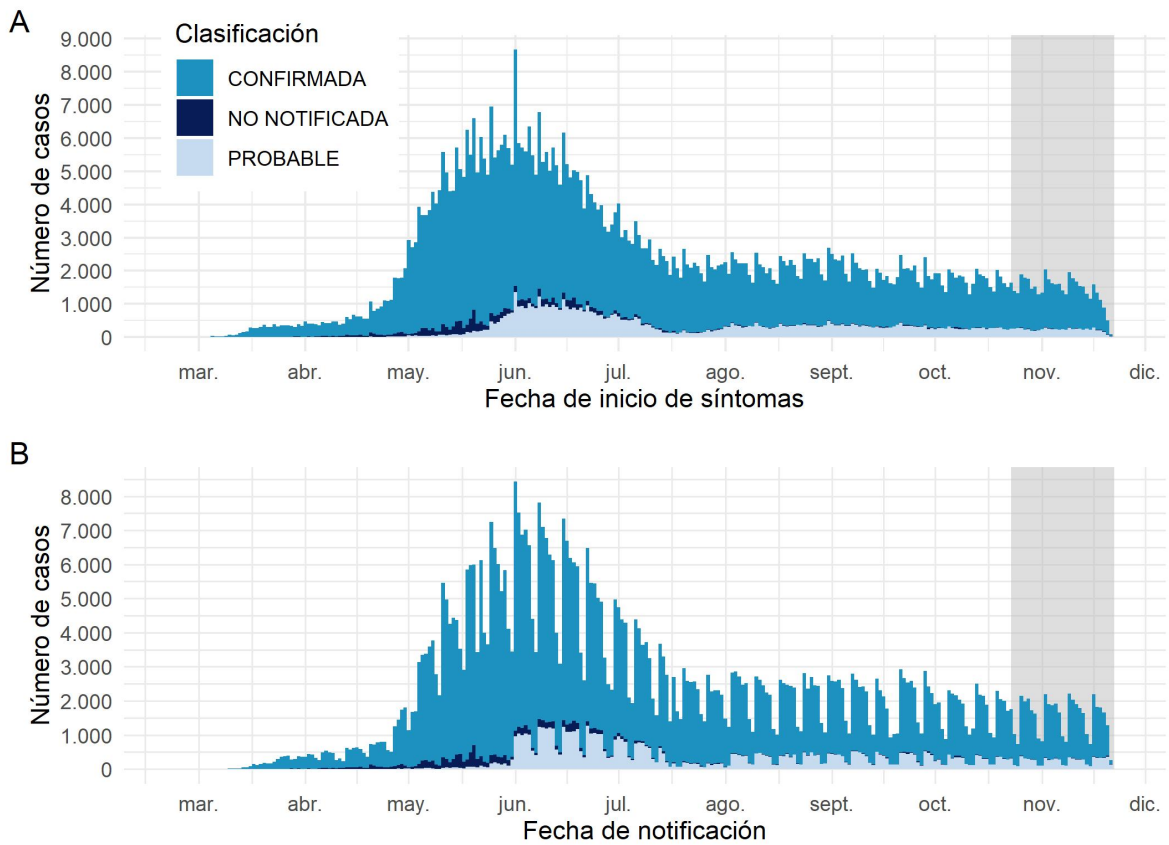 A
Clasificación
CONFIRMADA
NO NOTIFICADA
PROBABLE
Número de casos
9.000
8.000
7.000
6.000
5.000
4.000
3.000
2.000
1.000
0
mar. abr. may. jun. jul. ago. sept. oct. nov. dic.
Fecha de inicio de síntomas
B
Número de casos
8.000
7.000
6.000
5.000
4.000
3.000
2.000
1.000
0
mar. abr. may. jun. jul. ago. sept. oct. nov. dic.
Fecha de notificación